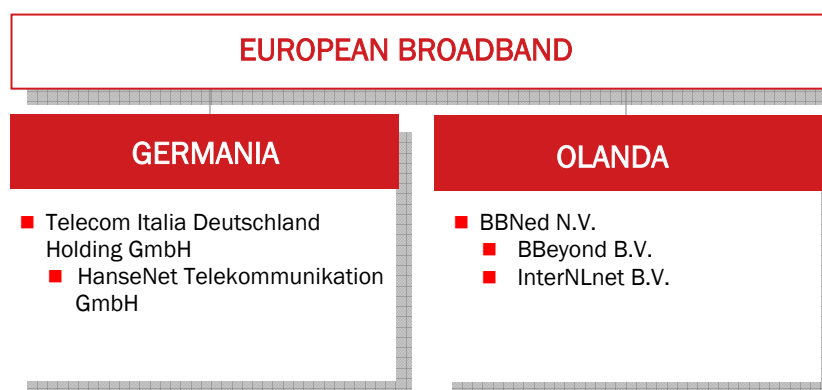 EUROPEAN BROADBAND
GERMANIA
Telecom Italia Deutschland
Holding GmbH
HanseNet Telekommunikation
GmbH
OLANDA
BBNed N.V.
BBeyond B.V.
InterNLnet B.V.